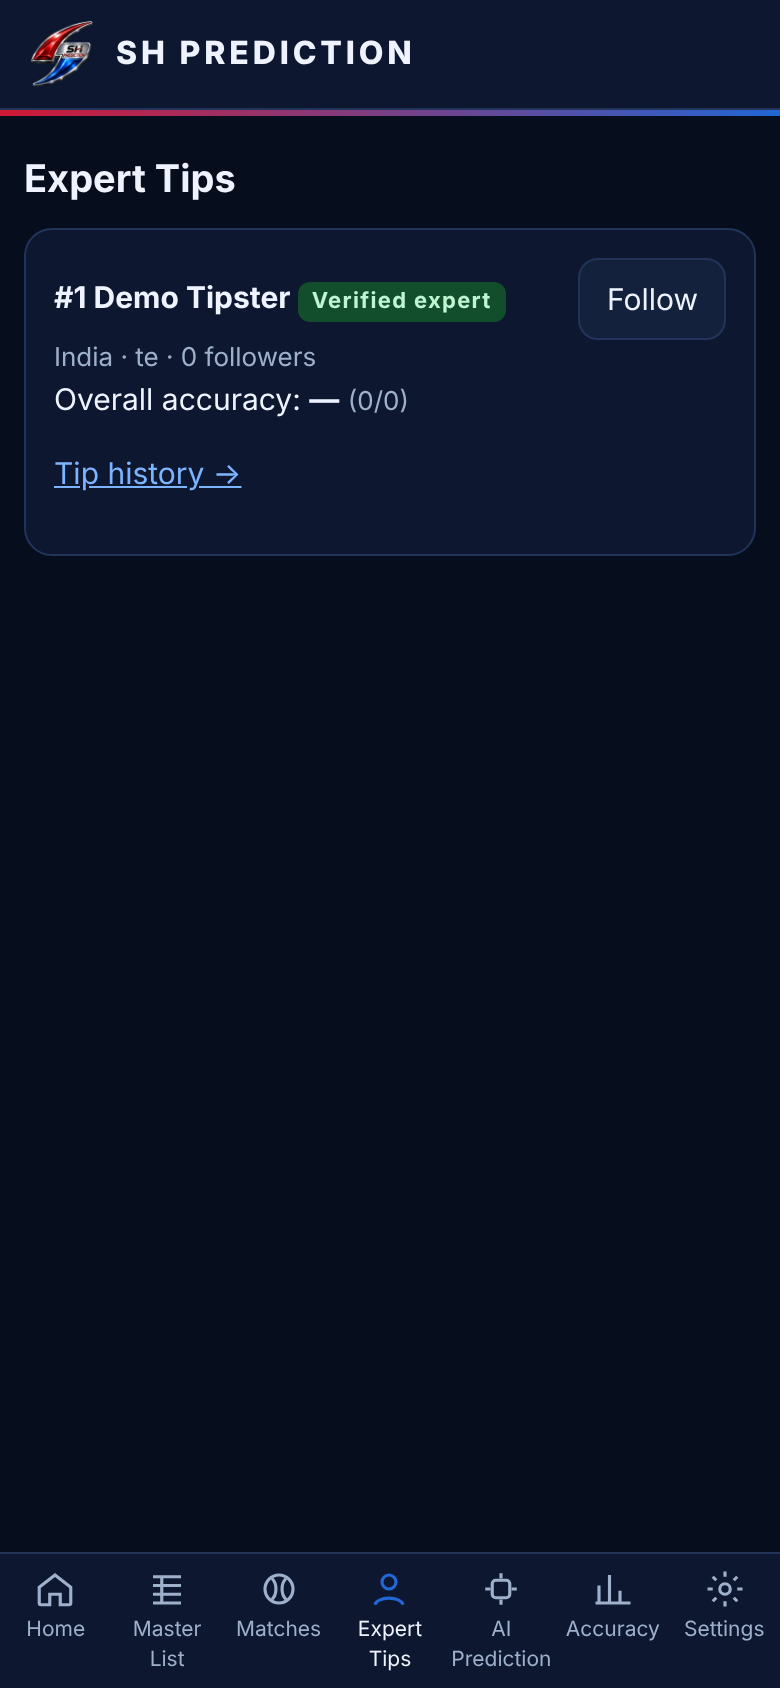 SH
SH PREDICTION
Expert Tips
#1 Demo Tipster Verified expert
Follow
India · te · 0 followers
Overall accuracy: — (0/0)
Tip history →
Home
Master List
Matches
Expert Tips
AI Prediction
Accuracy
Settings